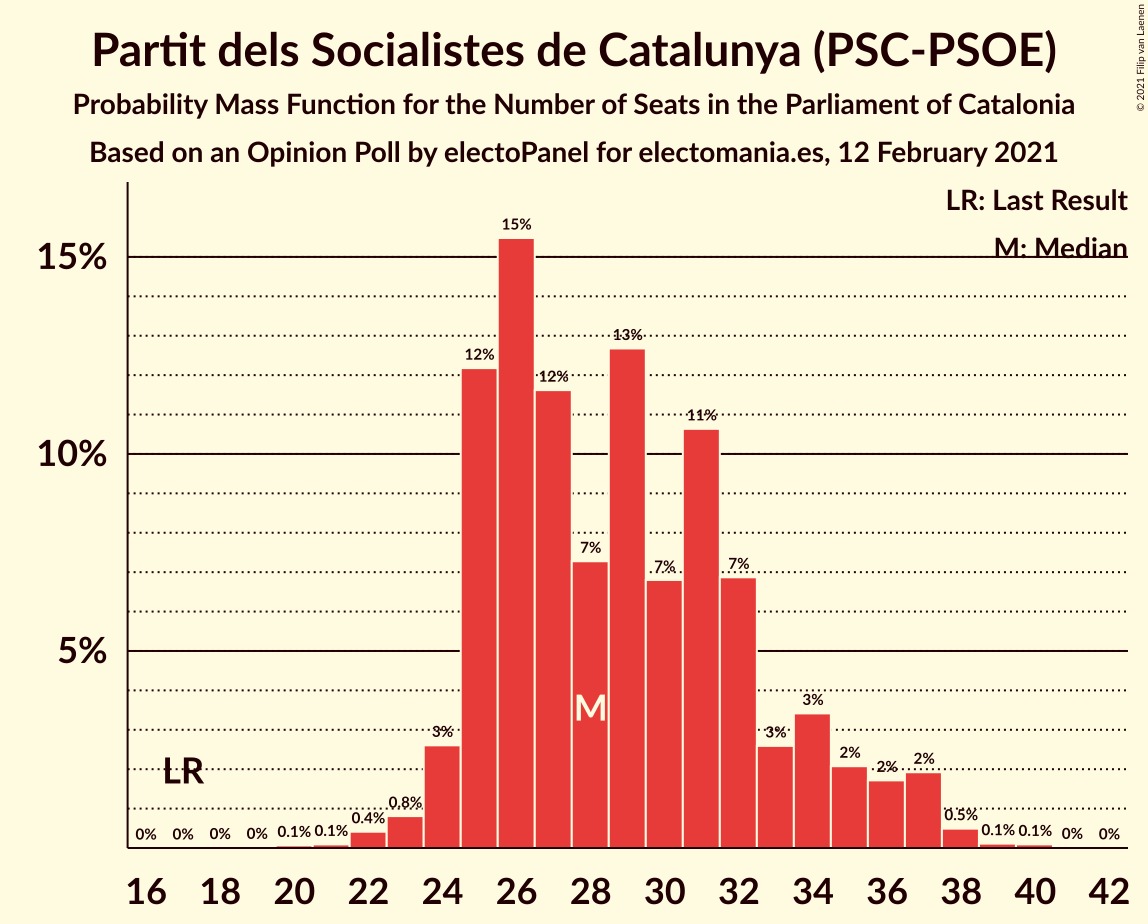 Partit dels Socialistes de Catalunya (PSC-PSOE)
Probability Mass Function for the Number of Seats in the Parliament of Catalonia
Based on an Opinion Poll by electoPanel for electomania.es, 12 February 2021
© 2021 Filip van Laenen
LR: Last Result
M: Median
15%
10%
5%
0% 0% 0% 0% 0.1% 0.1% 0.4% 0.8% 3% 12% 15% 12% 7% 13% 7% 11% 7% 3% 3% 2% 2% 2% 0.5% 0.1% 0.1% 0% 0%
LR
M
16 18 20 22 24 26 28 30 32 34 36 38 40 42